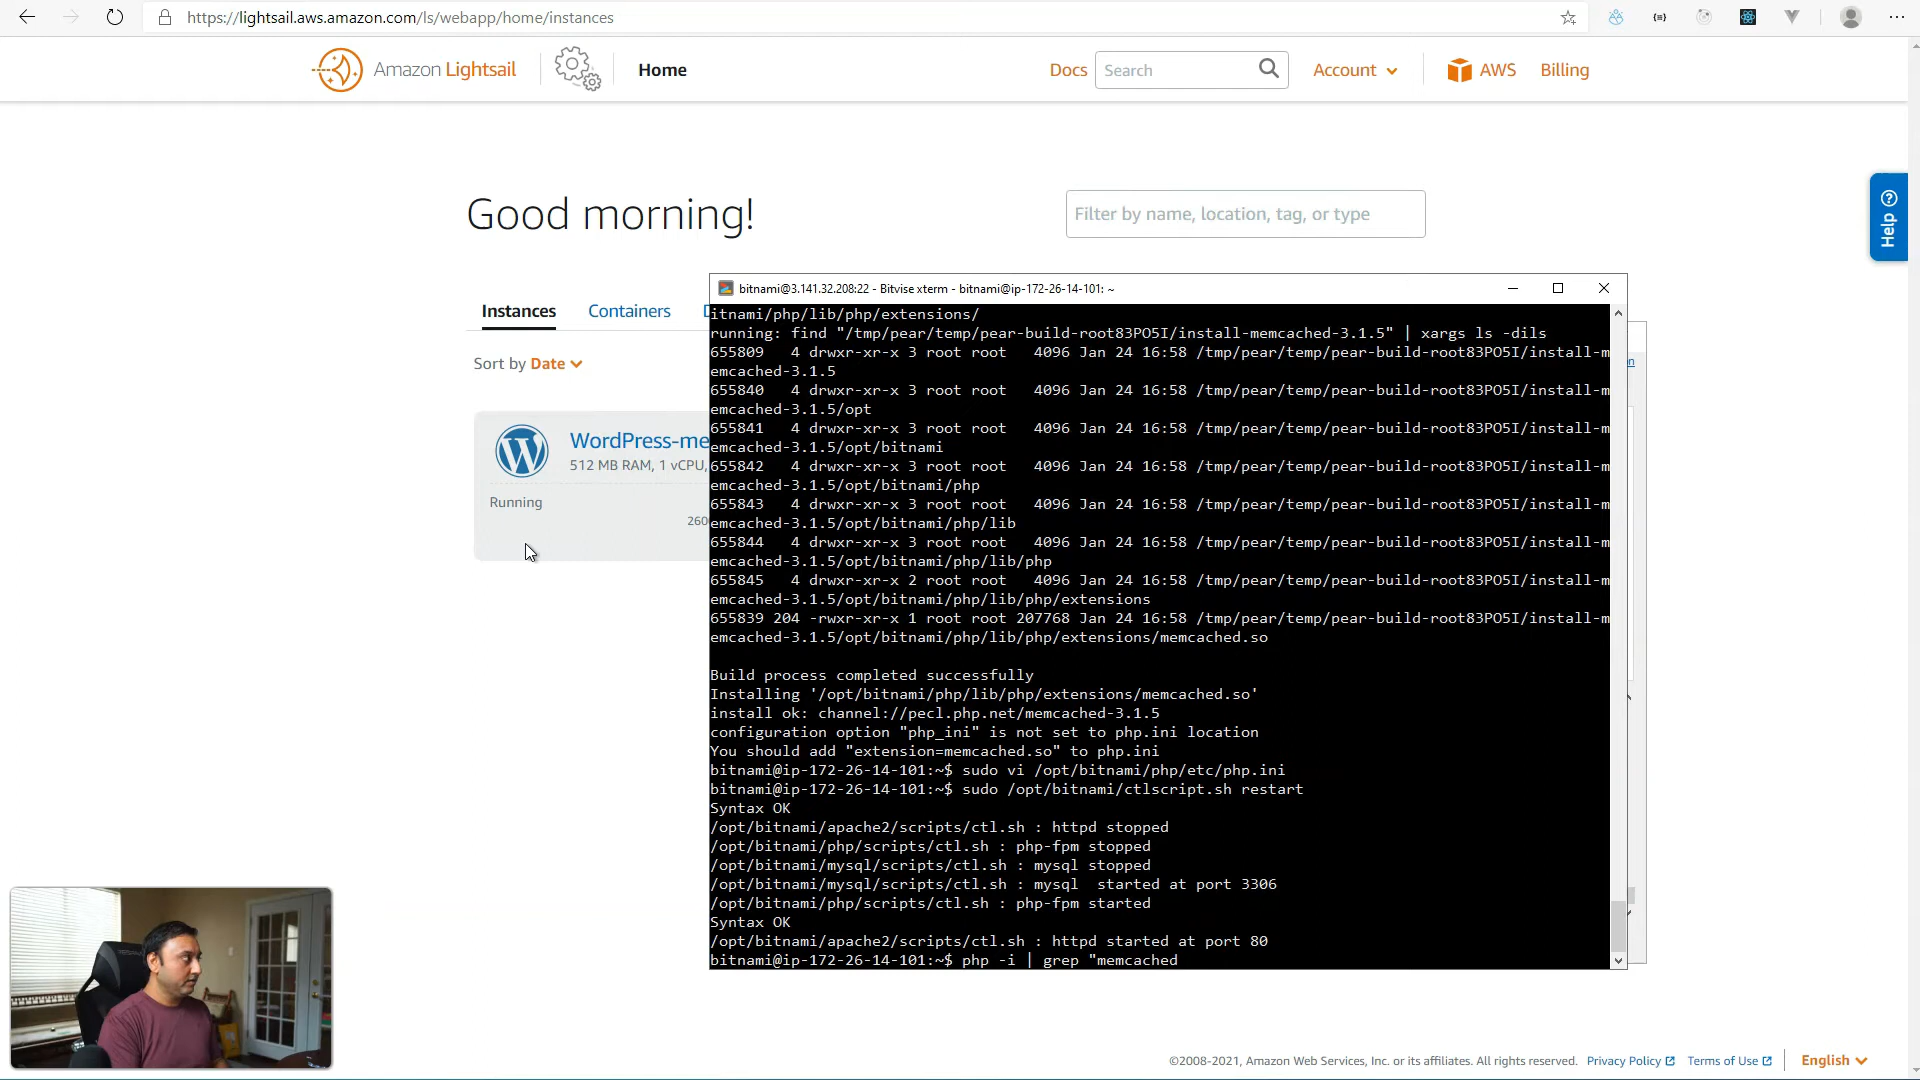 https://lightsail.aws.amazon.com/ls/webapp/home/instances
Amazon Lightsail
Home
Docs
Search
Account
AWS
Billing
Help
Good morning!
Filter by name, location, tag, or type
Instances
Containers
Sort by Date
WordPress-me
512 MB RAM, 1 vCPU,
Running
260
bitnami@3.141.32.208:22 - Bitvise xterm - bitnami@ip-172-26-14-101: ~
itnami/php/lib/php/extensions/
running: find "/tmp/pear/temp/pear-build-root83PO5I/install-memcached-3.1.5" | xargs ls -dils
655809   4 drwxr-xr-x 3 root root   4096 Jan 24 16:58 /tmp/pear/temp/pear-build-root83PO5I/install-m
emcached-3.1.5
655840   4 drwxr-xr-x 3 root root   4096 Jan 24 16:58 /tmp/pear/temp/pear-build-root83PO5I/install-m
emcached-3.1.5/opt
655841   4 drwxr-xr-x 3 root root   4096 Jan 24 16:58 /tmp/pear/temp/pear-build-root83PO5I/install-m
emcached-3.1.5/opt/bitnami
655842   4 drwxr-xr-x 3 root root   4096 Jan 24 16:58 /tmp/pear/temp/pear-build-root83PO5I/install-m
emcached-3.1.5/opt/bitnami/php
655843   4 drwxr-xr-x 3 root root   4096 Jan 24 16:58 /tmp/pear/temp/pear-build-root83PO5I/install-m
emcached-3.1.5/opt/bitnami/php/lib
655844   4 drwxr-xr-x 3 root root   4096 Jan 24 16:58 /tmp/pear/temp/pear-build-root83PO5I/install-m
emcached-3.1.5/opt/bitnami/php/lib/php
655845   4 drwxr-xr-x 2 root root   4096 Jan 24 16:58 /tmp/pear/temp/pear-build-root83PO5I/install-m
emcached-3.1.5/opt/bitnami/php/lib/php/extensions
655839 204 -rwxr-xr-x 1 root root 207768 Jan 24 16:58 /tmp/pear/temp/pear-build-root83PO5I/install-m
emcached-3.1.5/opt/bitnami/php/lib/php/extensions/memcached.so
Build process completed successfully
Installing '/opt/bitnami/php/lib/php/extensions/memcached.so'
install ok: channel://pecl.php.net/memcached-3.1.5
configuration option "php_ini" is not set to php.ini location
You should add "extension=memcached.so" to php.ini
bitnami@ip-172-26-14-101:~$ sudo vi /opt/bitnami/php/etc/php.ini
bitnami@ip-172-26-14-101:~$ sudo /opt/bitnami/ctlscript.sh restart
Syntax OK
/opt/bitnami/apache2/scripts/ctl.sh : httpd stopped
/opt/bitnami/php/scripts/ctl.sh : php-fpm stopped
/opt/bitnami/mysql/scripts/ctl.sh : mysql stopped
/opt/bitnami/mysql/scripts/ctl.sh : mysql  started at port 3306
/opt/bitnami/php/scripts/ctl.sh : php-fpm started
Syntax OK
/opt/bitnami/apache2/scripts/ctl.sh : httpd started at port 80
bitnami@ip-172-26-14-101:~$ php -i | grep "memcached
©2008-2021, Amazon Web Services, Inc. or its affiliates. All rights reserved.
Privacy Policy
Terms of Use
English